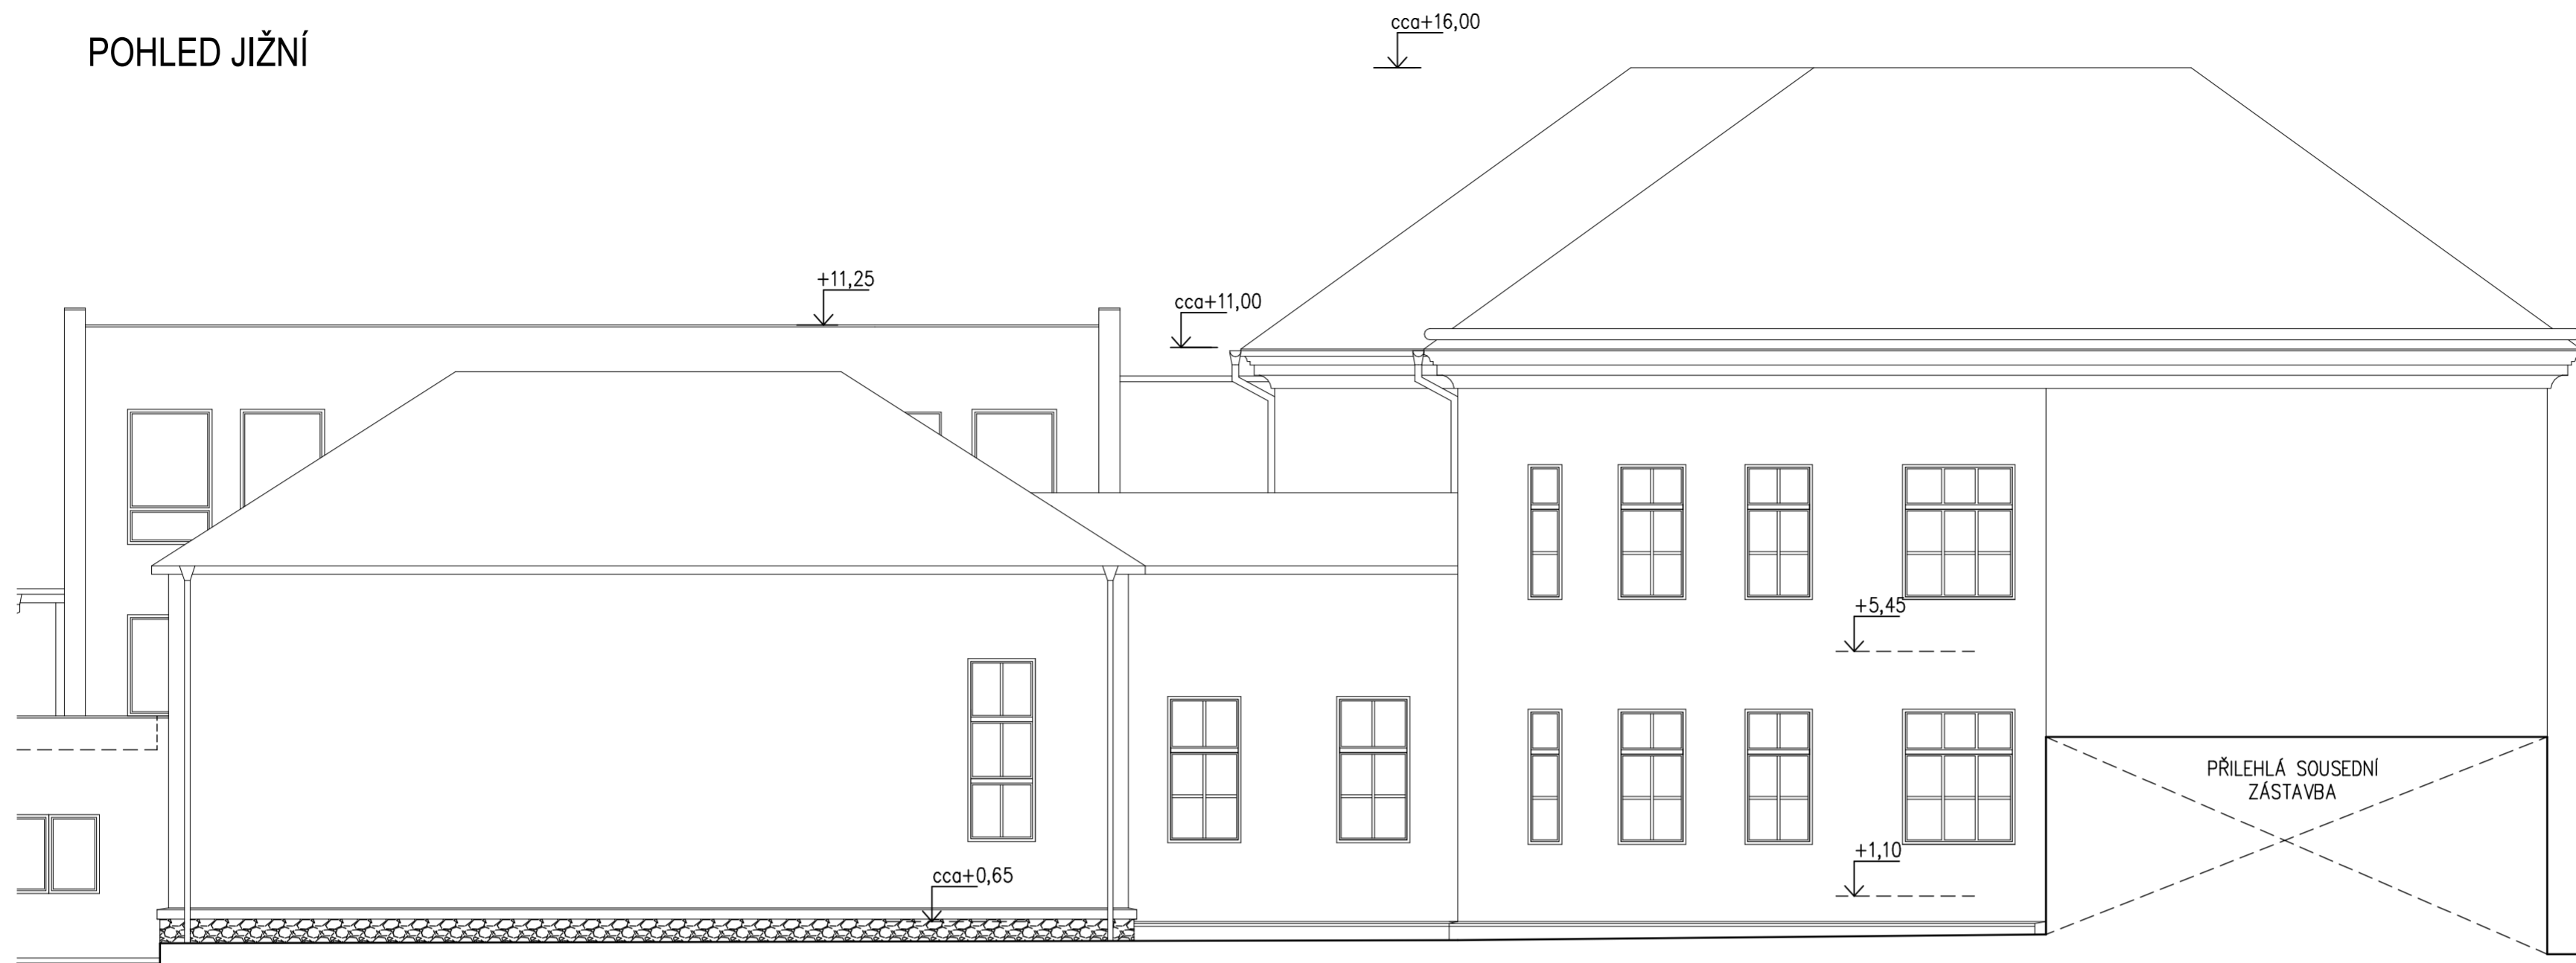 POHLED JIŽNÍ
cca+16,00
+11,25
cca+11,00
+5,45
PŘILEHLÁ SOUSEDNÍ
ZÁSTAVBA
+1,10
cca+0,65